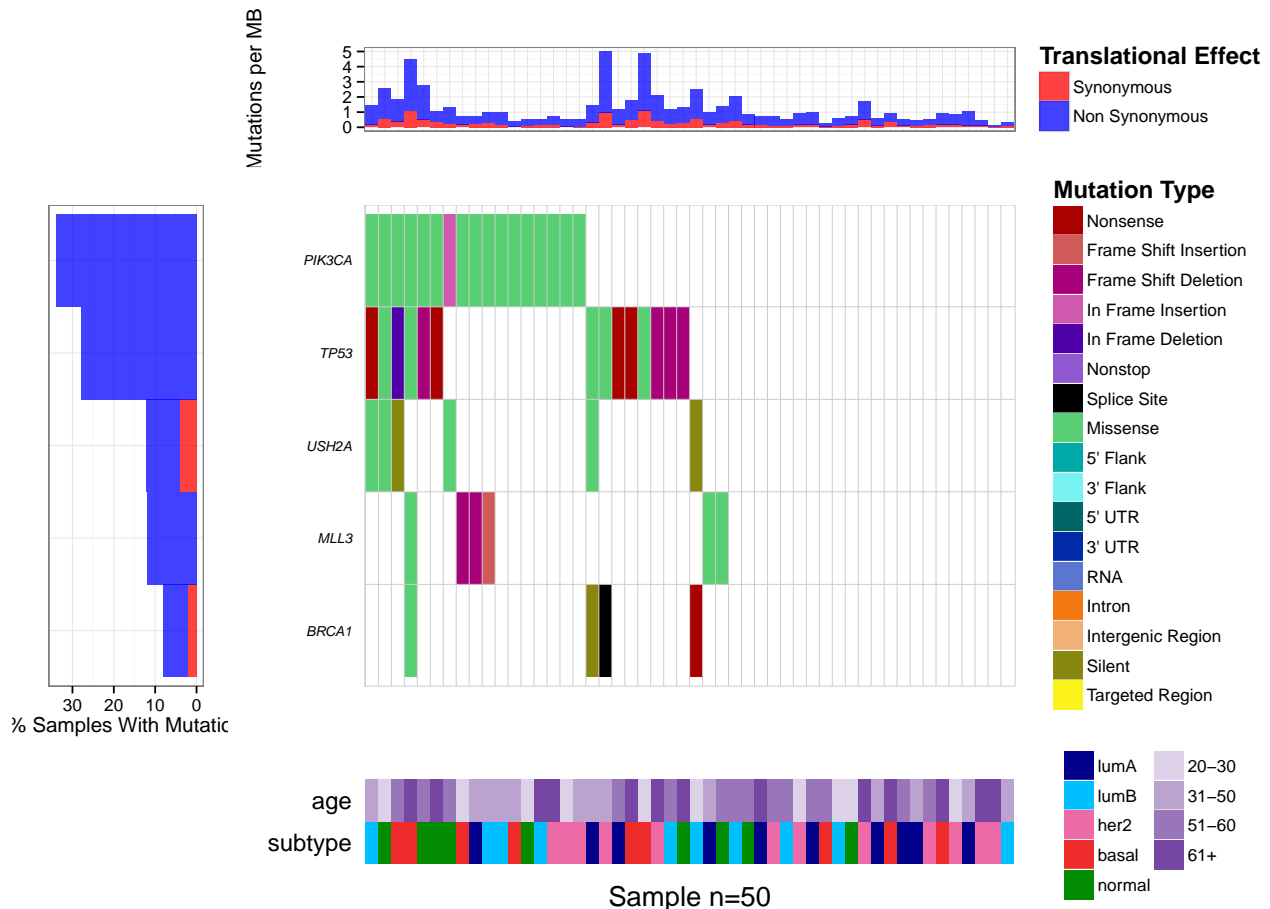 Mutations per MB
5
4
3
2
1
0
Translational Effect
Synonymous
Non Synonymous
PIK3CA
TP53
USH2A
MLL3
BRCA1
30 20 10 0
% Samples With Mutatic
Mutation Type
Nonsense
Frame Shift Insertion
Frame Shift Deletion
In Frame Insertion
In Frame Deletion
Nonstop
Splice Site
Missense
5' Flank
3' Flank
5' UTR
3' UTR
RNA
Intron
Intergenic Region
Silent
Targeted Region
age
subtype
Sample n=50
lumA
lumB
her2
basal
normal
20−30
31−50
51−60
61+